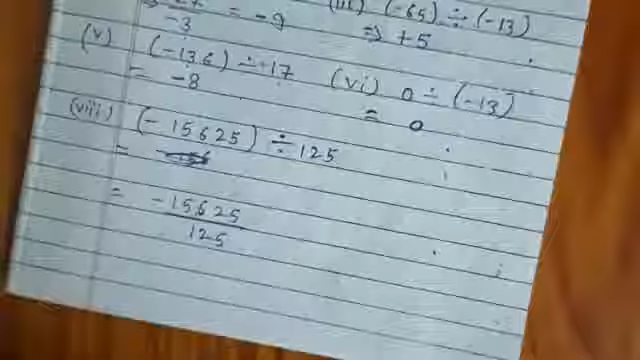 -3 = -9 (iii) (-65) ÷ (-13)
=> +5
(v) (-136) ÷ +17 (vi) 0 ÷ (-13)
= -8 = 0
(viii) (-15625) ÷ 125
=
= -15625
125